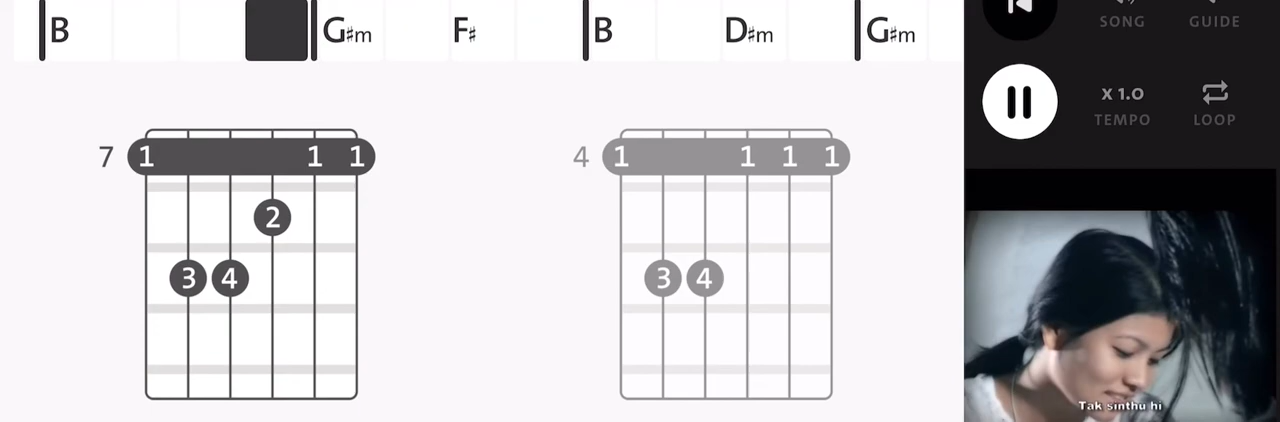 B G♯m F♯ B D♯m G♯m
SONG GUIDE
x 1.0
TEMPO LOOP
7 1 1 1
2
3 4
4 1 1 1 1
3 4
Tak sinthu hi